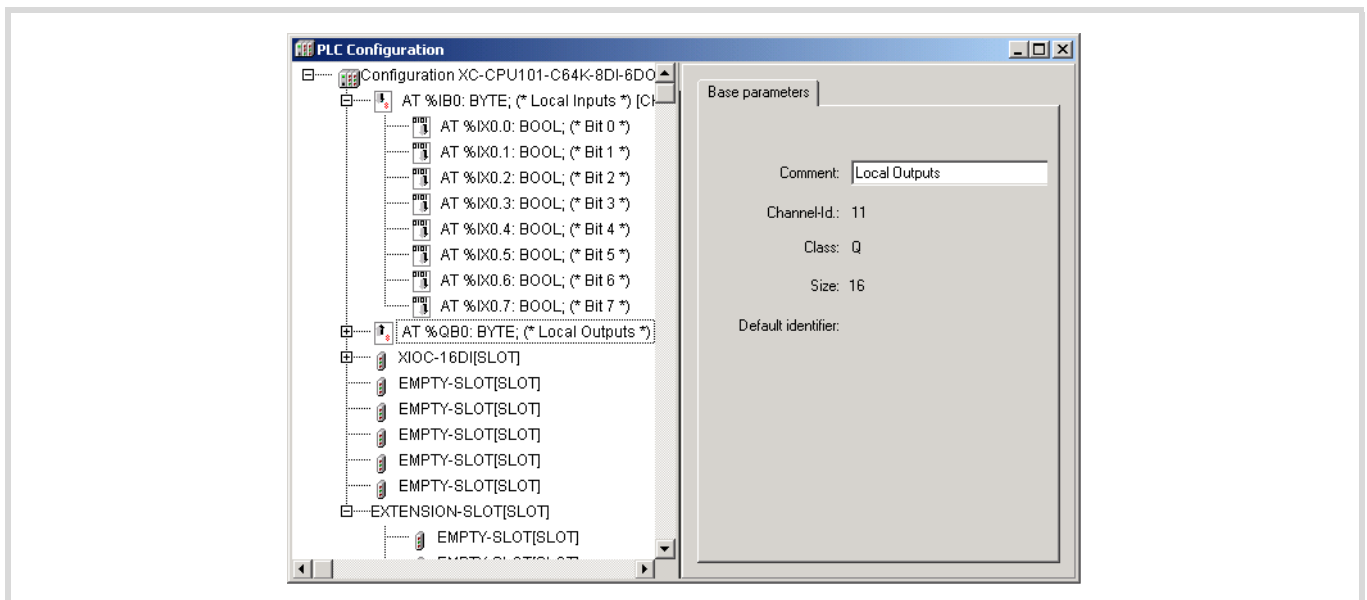 PLC Configuration
Configuration XC-CPU101-C64K-8DI-6DO
AT %IB0: BYTE; (* Local Inputs *) [CH
AT %IX0.0: BOOL; (* Bit 0 *)
AT %IX0.1: BOOL; (* Bit 1 *)
AT %IX0.2: BOOL; (* Bit 2 *)
AT %IX0.3: BOOL; (* Bit 3 *)
AT %IX0.4: BOOL; (* Bit 4 *)
AT %IX0.5: BOOL; (* Bit 5 *)
AT %IX0.6: BOOL; (* Bit 6 *)
AT %IX0.7: BOOL; (* Bit 7 *)
AT %QB0: BYTE; (* Local Outputs *)
XIOC-16DI[SLOT]
EMPTY-SLOT[SLOT]
EMPTY-SLOT[SLOT]
EMPTY-SLOT[SLOT]
EMPTY-SLOT[SLOT]
EMPTY-SLOT[SLOT]
EXTENSION-SLOT[SLOT]
EMPTY-SLOT[SLOT]
Base parameters
Comment: Local Outputs
Channel-Id.: 11
Class: Q
Size: 16
Default identifier: